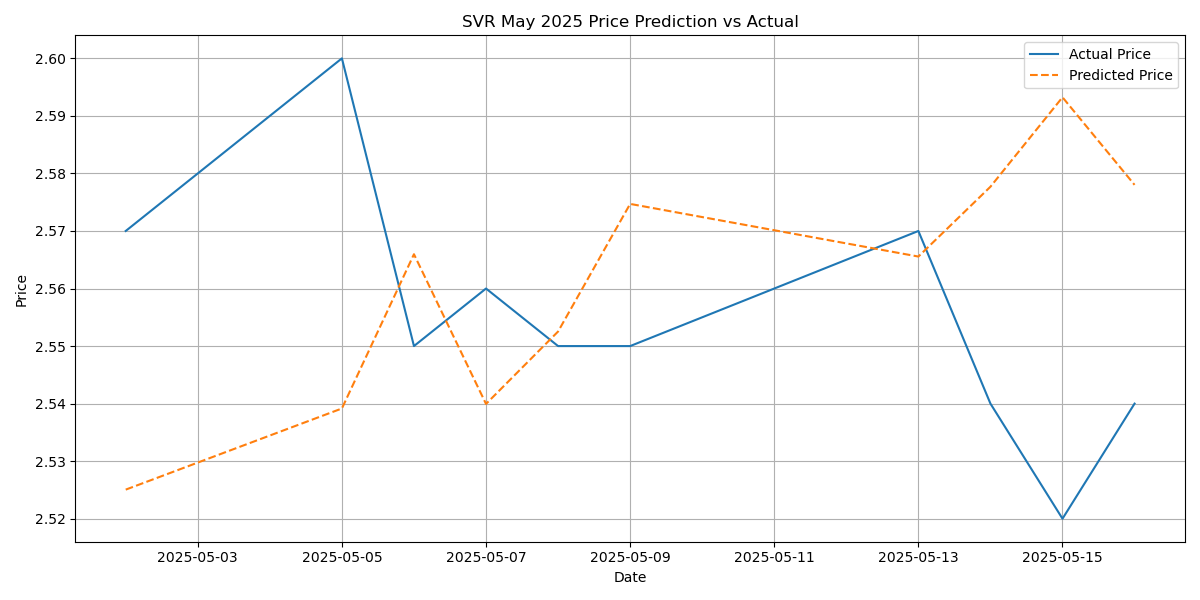 SVR May 2025 Price Prediction vs Actual
Actual Price
Predicted Price
Price
2.60
2.59
2.58
2.57
2.56
2.55
2.54
2.53
2.52
2025-05-03 2025-05-05 2025-05-07 2025-05-09 2025-05-11 2025-05-13 2025-05-15
Date